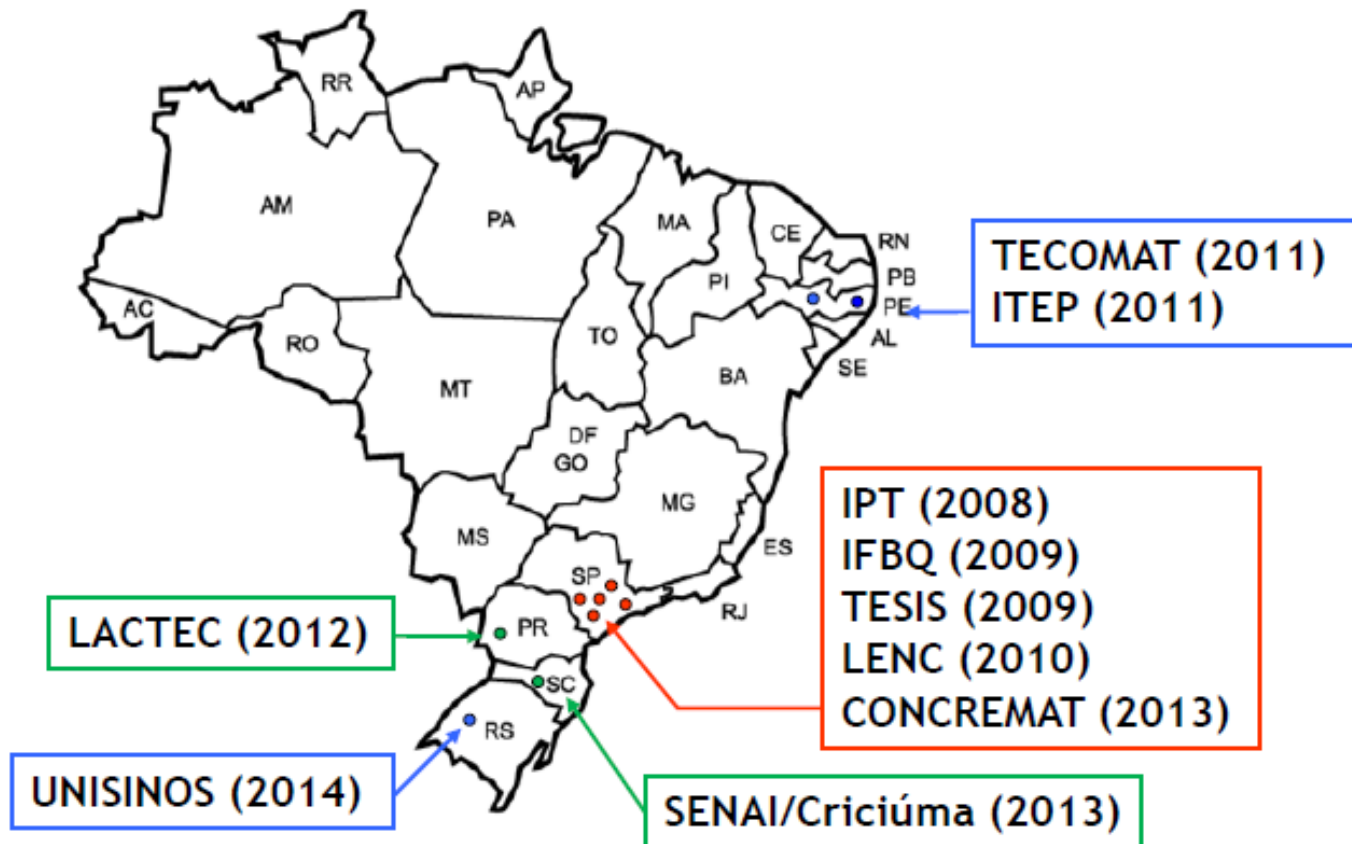 RR
AP
AM
PA
MA
CE
RN
PB
PI
PE
AL
SE
AC
RO
TO
BA
MT
DF
GO
MG
MS
ES
SP
RJ
PR
SC
RS
TECOMAT (2011)
ITEP (2011)
IPT (2008)
IFBQ (2009)
TESIS (2009)
LENC (2010)
CONCREMAT (2013)
LACTEC (2012)
UNISINOS (2014)
SENAI/Criciúma (2013)